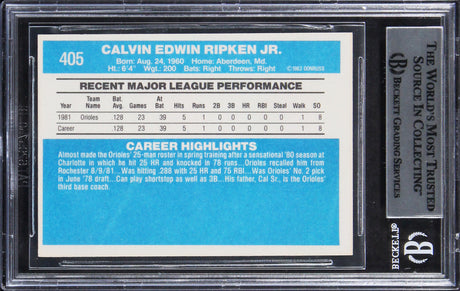 405
CALVIN EDWIN RIPKEN JR.
Born: Aug. 24, 1960 Home: Aberdeen, Md.
Ht.: 6'4" Wgt.: 200 Bats: Right Throws: Right
©1983 DONRUSS
RECENT MAJOR LEAGUE PERFORMANCE
Year Team Name Bat. Avg. Games At Bat Hits Runs 2B 3B HR RBI Steal Walk SO
1981 Orioles .128 23 39 5 1 0 0 0 0 0 1 8
Career .128 23 39 5 1 0 0 0 0 0 1 8
CAREER HIGHLIGHTS
Almost made the Orioles' 25-man roster in spring training after a sensational '80 season at
Charlotte in which he hit 25 HR and knocked in 78 runs...Orioles recalled him from
Rochester 8/9/81...Was hitting .288 with 25 HR and 75 RBI...Was Orioles' No. 2 pick
in June '78 draft...Can play shortstop as well as 3B...His father, Cal Sr., is the Orioles'
third base coach.
THE WORLD'S MOST TRUSTED
SOURCE IN COLLECTING
BECKETT GRADING SERVICES
BECKETT
B